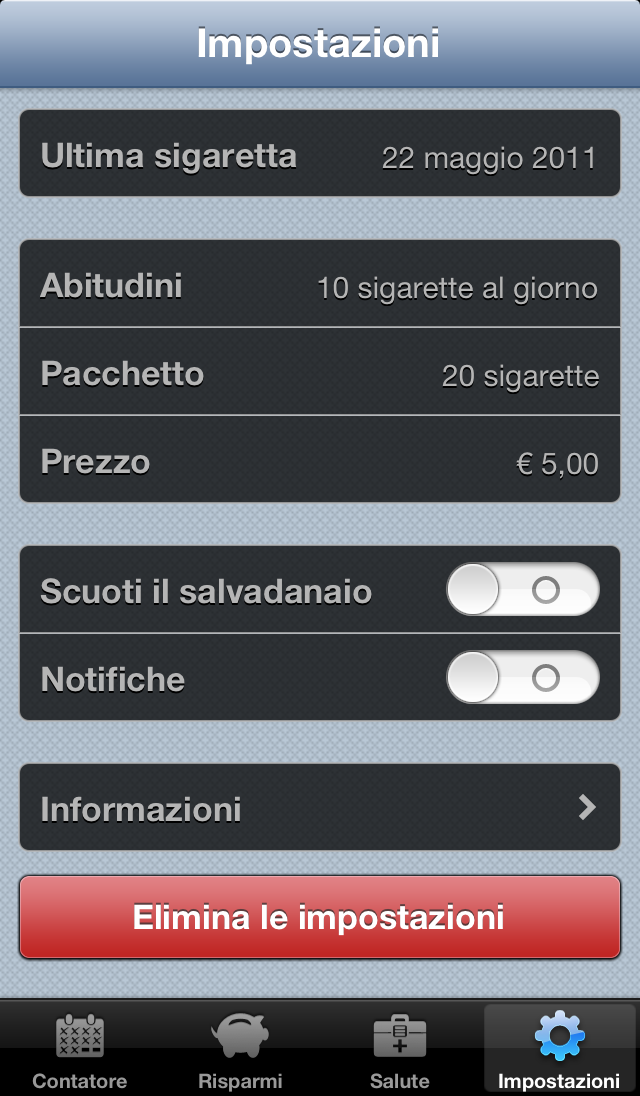 Impostazioni
Ultima sigaretta 22 maggio 2011
Abitudini 10 sigarette al giorno
Pacchetto 20 sigarette
Prezzo € 5,00
Scuoti il salvadanaio
Notifiche
Informazioni
Elimina le impostazioni
Contatore Risparmi Salute Impostazioni